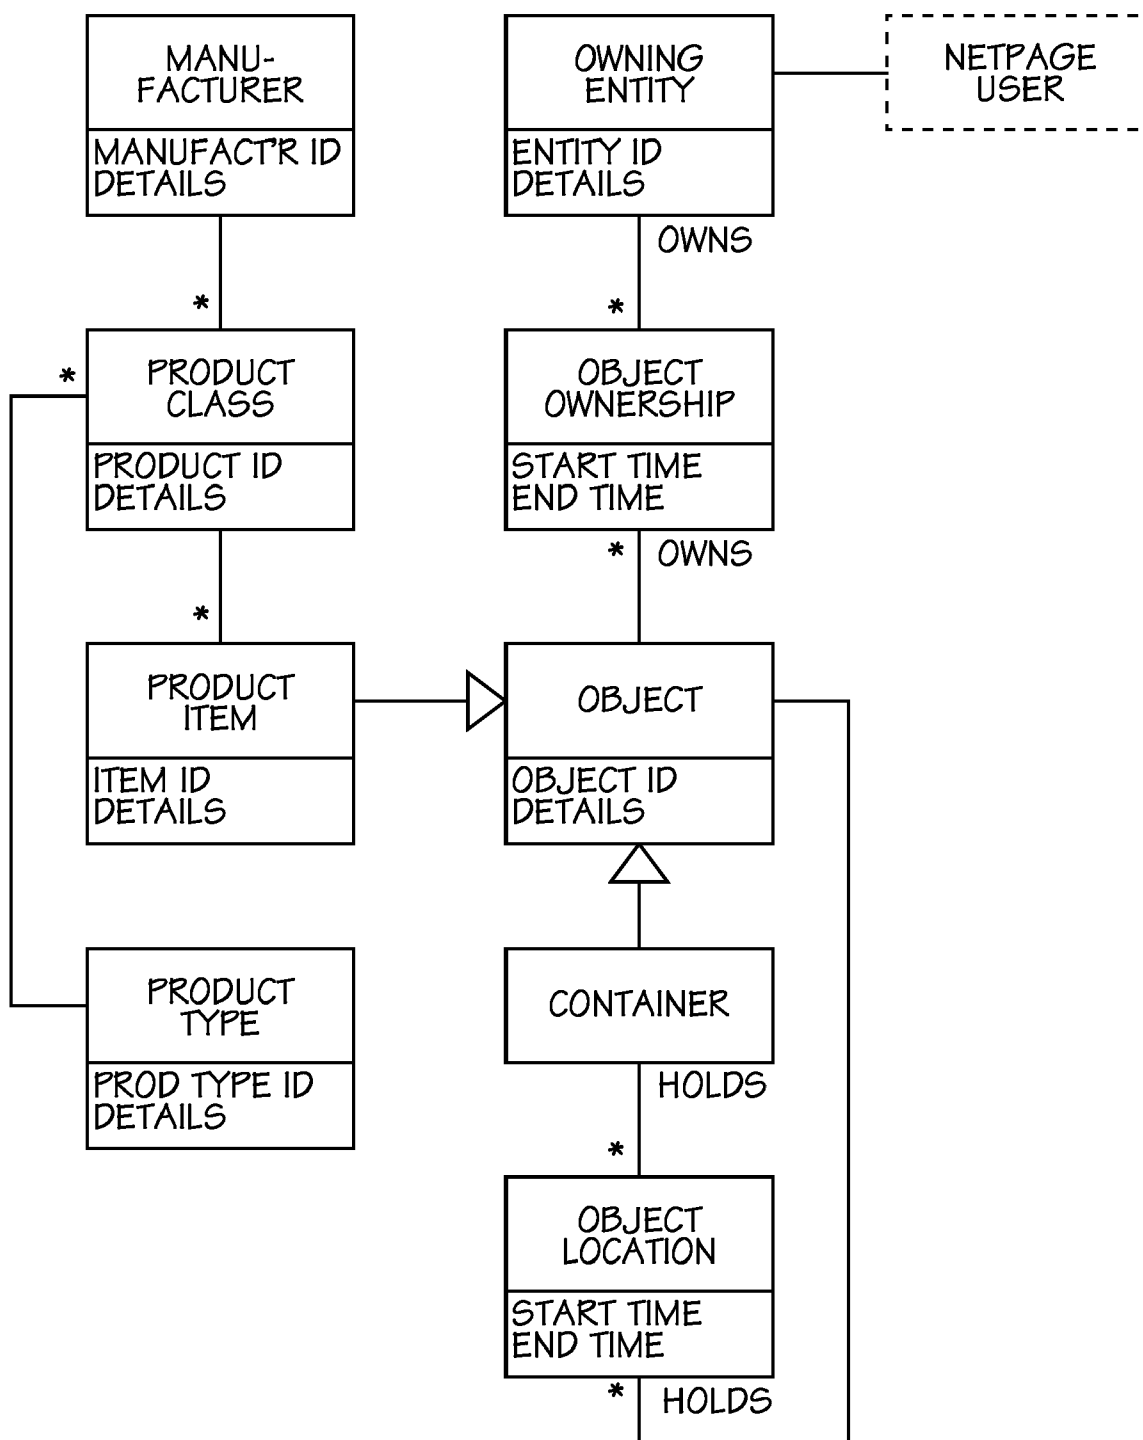 MANU-
FACTURER
MANUFACT'R ID
DETAILS
*
OWNING
ENTITY
ENTITY ID
DETAILS
OWNS
*
NETPAGE
USER
*
PRODUCT
CLASS
PRODUCT ID
DETAILS
*
OBJECT
OWNERSHIP
START TIME
END TIME
* OWNS
PRODUCT
ITEM
ITEM ID
DETAILS
OBJECT
OBJECT ID
DETAILS
PRODUCT
TYPE
PROD TYPE ID
DETAILS
CONTAINER
HOLDS
*
OBJECT
LOCATION
START TIME
END TIME
* HOLDS